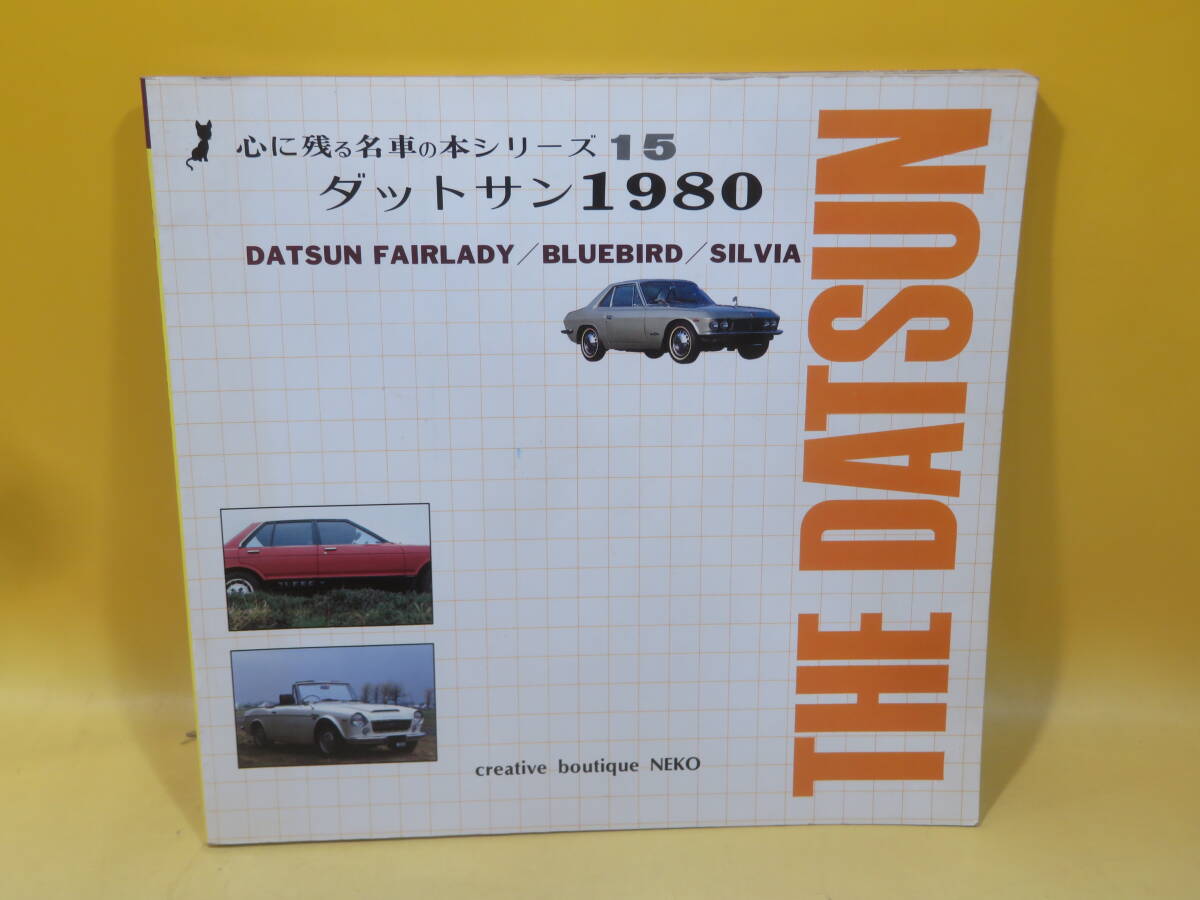 心に残る名車の本シリーズ 15
ダットサン1980
DATSUN FAIRLADY/BLUEBIRD/SILVIA
THE DATSUN
creative boutique NEKO